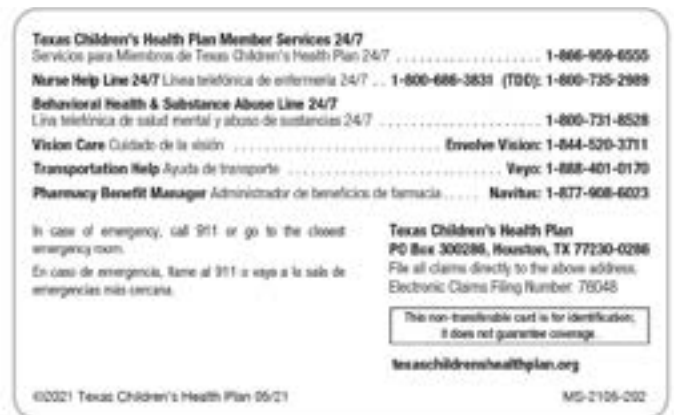 Texas Children's Health Plan Member Services 24/7
Servicios para Miembros de Texas Children's Health Plan 24/7 ..................... 1-866-959-6555
Nurse Help Line 24/7 Línea telefónica de enfermería 24/7 .. 1-800-686-3831 (TDD): 1-800-735-2989
Behavioral Health & Substance Abuse Line 24/7
Lína telefónica de salud mental y abuso de sustancias 24/7 ....................... 1-800-731-8528
Vision Care Cuidado de la visión ............................ Envolve Vision: 1-844-520-3711
Transportation Help Ayuda de transporte ............................ Veyo: 1-888-401-0170
Pharmacy Benefit Manager Administrador de beneficios de farmacia ..... Navitus: 1-877-908-6023
In case of emergency, call 911 or go to the closest
emergency room.
En caso de emergencia, llame al 911 o vaya a la sala de
emergencias más cercana.
Texas Children's Health Plan
PO Box 300286, Houston, TX 77230-0286
File all claims directly to the above address.
Electronic Claims Filing Number: 76048
This non-transferable card is for identification;
it does not guarantee coverage.
texaschildrenshealthplan.org
©2021 Texas Children's Health Plan 05/21
MS-2105-202